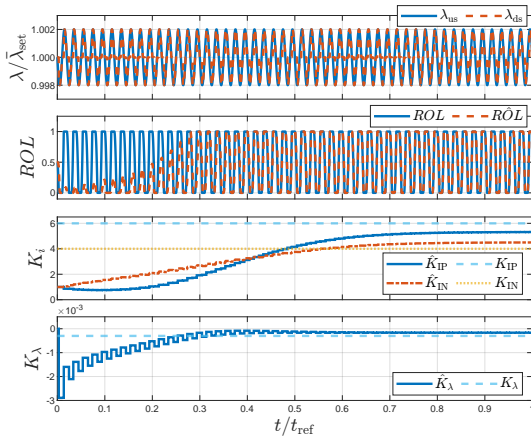 λ_us λ_ds
1.002
1.000
0.998
λ/λ̄_set
ROL RÔL
1
0
ROL
6
4
2
0
K_i
K̂_IP K_IP
K̂_IN K_IN
×10⁻³
0
-1
-2
-3
K_λ
K̂_λ K_λ
0 0.1 0.2 0.3 0.4 0.5 0.6 0.7 0.8 0.9 1
t/t_ref